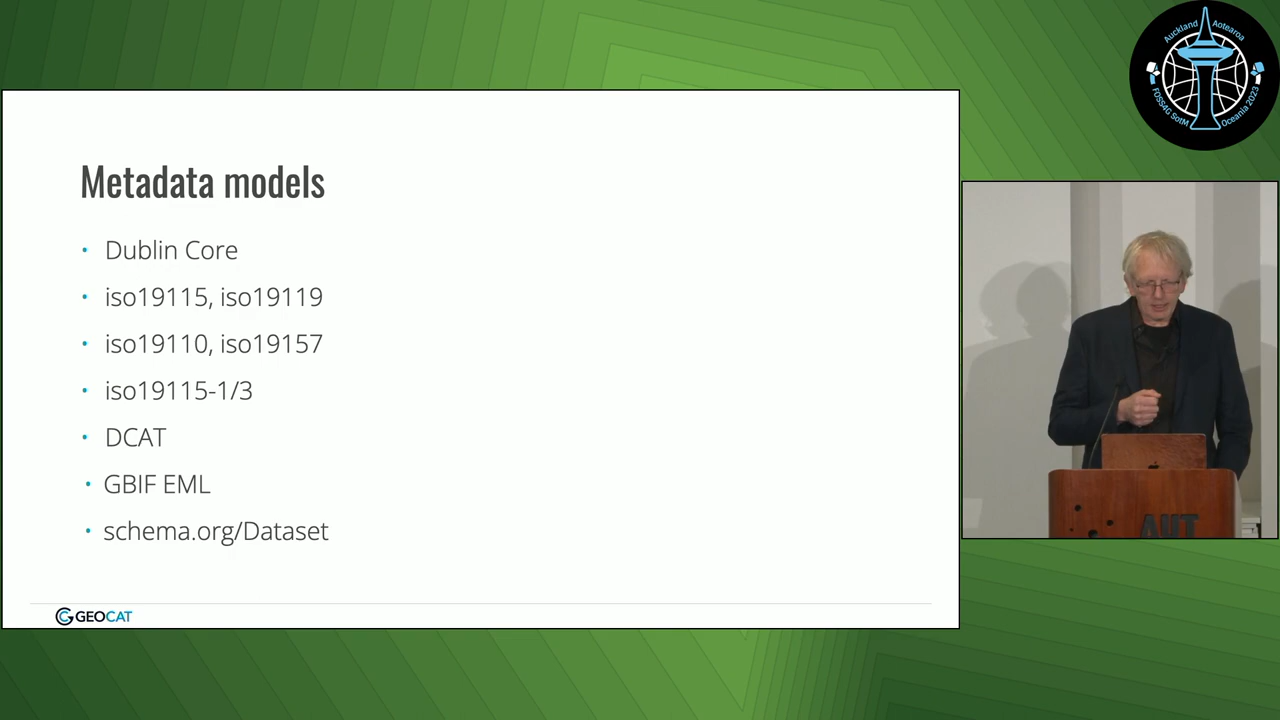 Auckland Aotearoa
FOSS4G SotM Oceania 2023
Metadata models
• Dublin Core
• iso19115, iso19119
• iso19110, iso19157
• iso19115-1/3
• DCAT
• GBIF EML
• schema.org/Dataset
GEOCAT
AUT